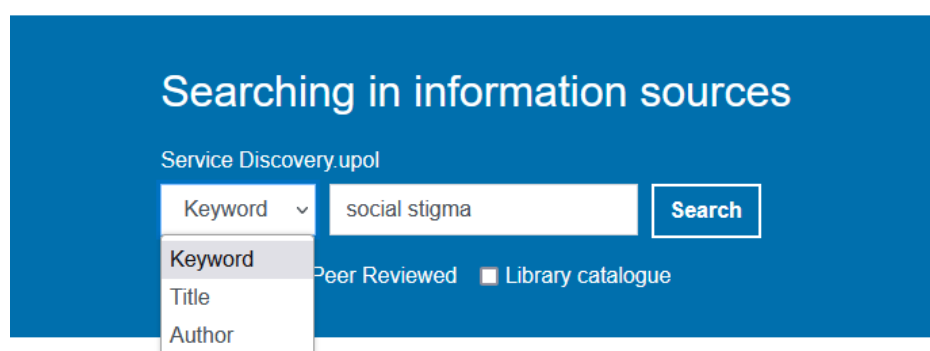 Searching in information sources
Service Discovery.upol
Keyword social stigma Search
Keyword
Peer Reviewed Library catalogue
Title
Author